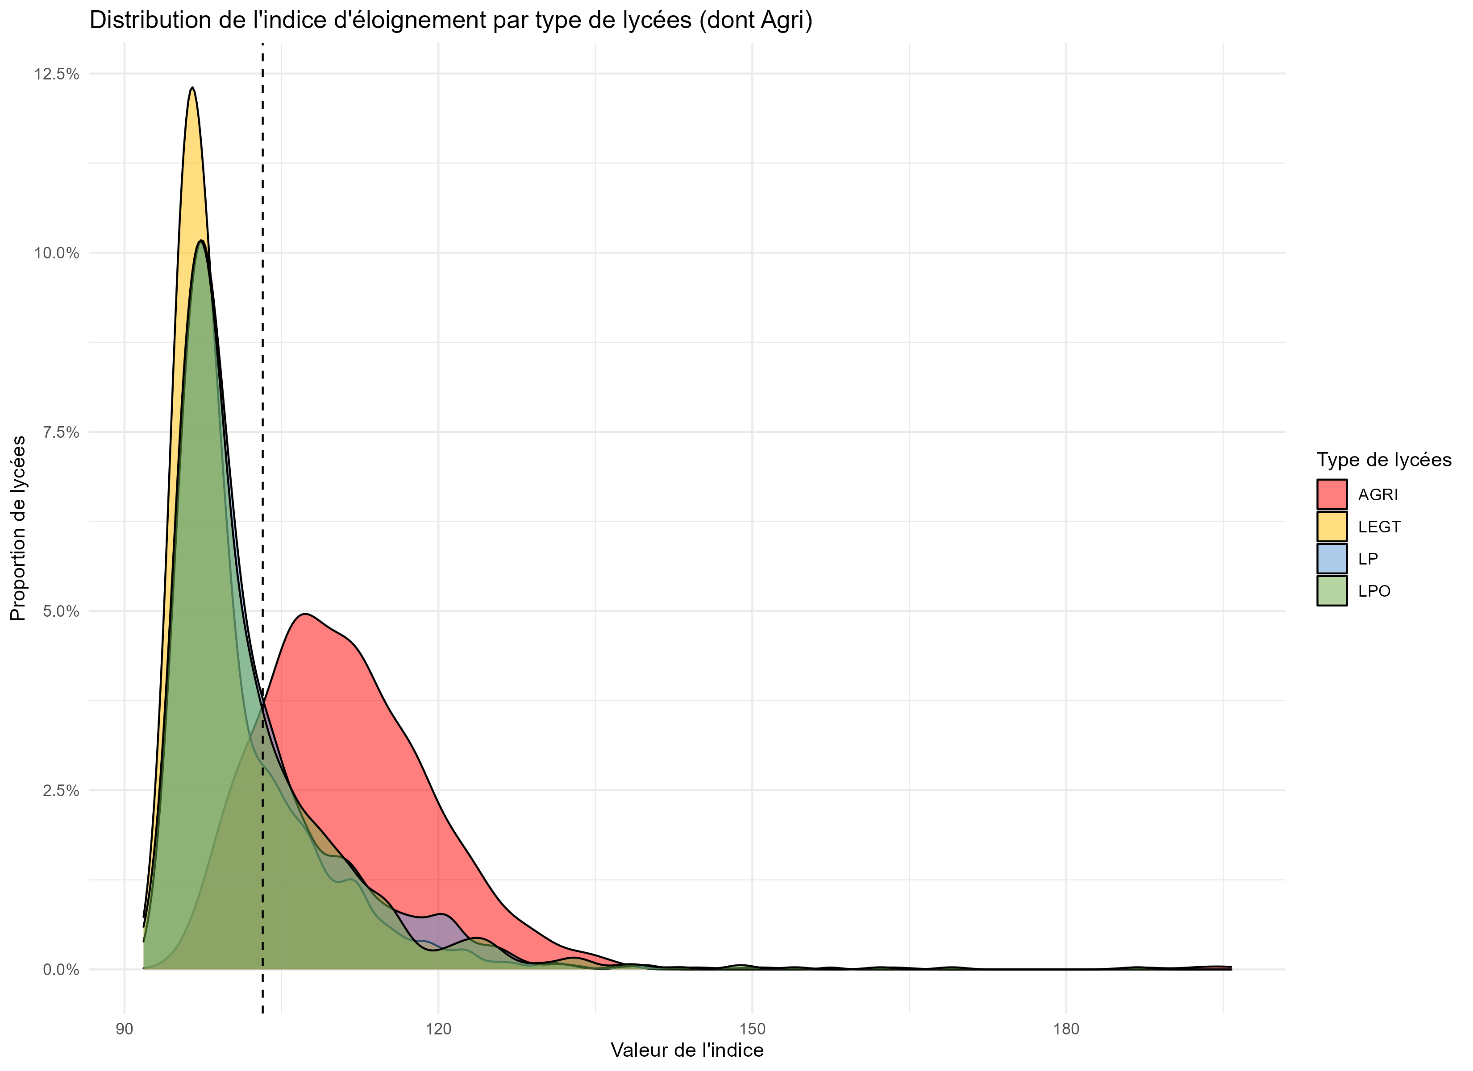 Distribution de l'indice d'éloignement par type de lycées (dont Agri)
12.5%
10.0%
7.5%
5.0%
2.5%
0.0%
Proportion de lycées
90
120
150
180
Valeur de l'indice
Type de lycées
AGRI
LEGT
LP
LPO